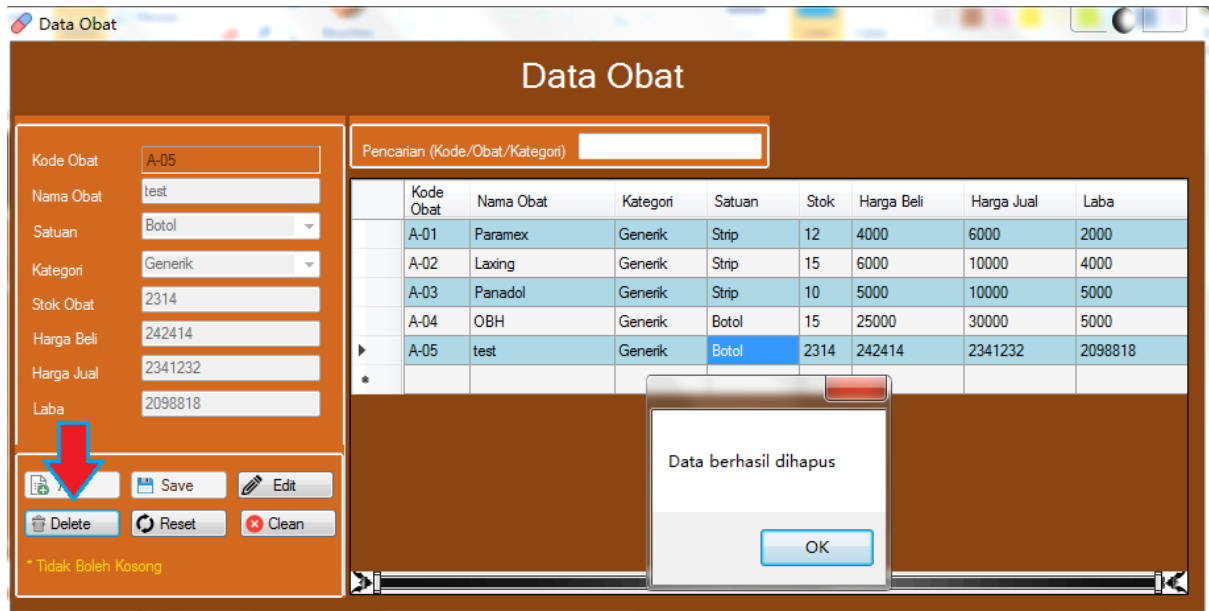 Data Obat
Data Obat
Kode Obat A-05
Nama Obat test
Satuan Botol
Kategori Generik
Stok Obat 2314
Harga Beli 242414
Harga Jual 2341232
Laba 2098818
Save Edit
Delete Reset Clean
* Tidak Boleh Kosong
Pencarian (Kode/Obat/Kategori)
Kode Obat Nama Obat Kategori Satuan Stok Harga Beli Harga Jual Laba
A-01 Paramex Generik Strip 12 4000 6000 2000
A-02 Laxing Generik Strip 15 6000 10000 4000
A-03 Panadol Generik Strip 10 5000 10000 5000
A-04 OBH Generik Botol 15 25000 30000 5000
A-05 test Generik Botol 2314 242414 2341232 2098818
Data berhasil dihapus
OK